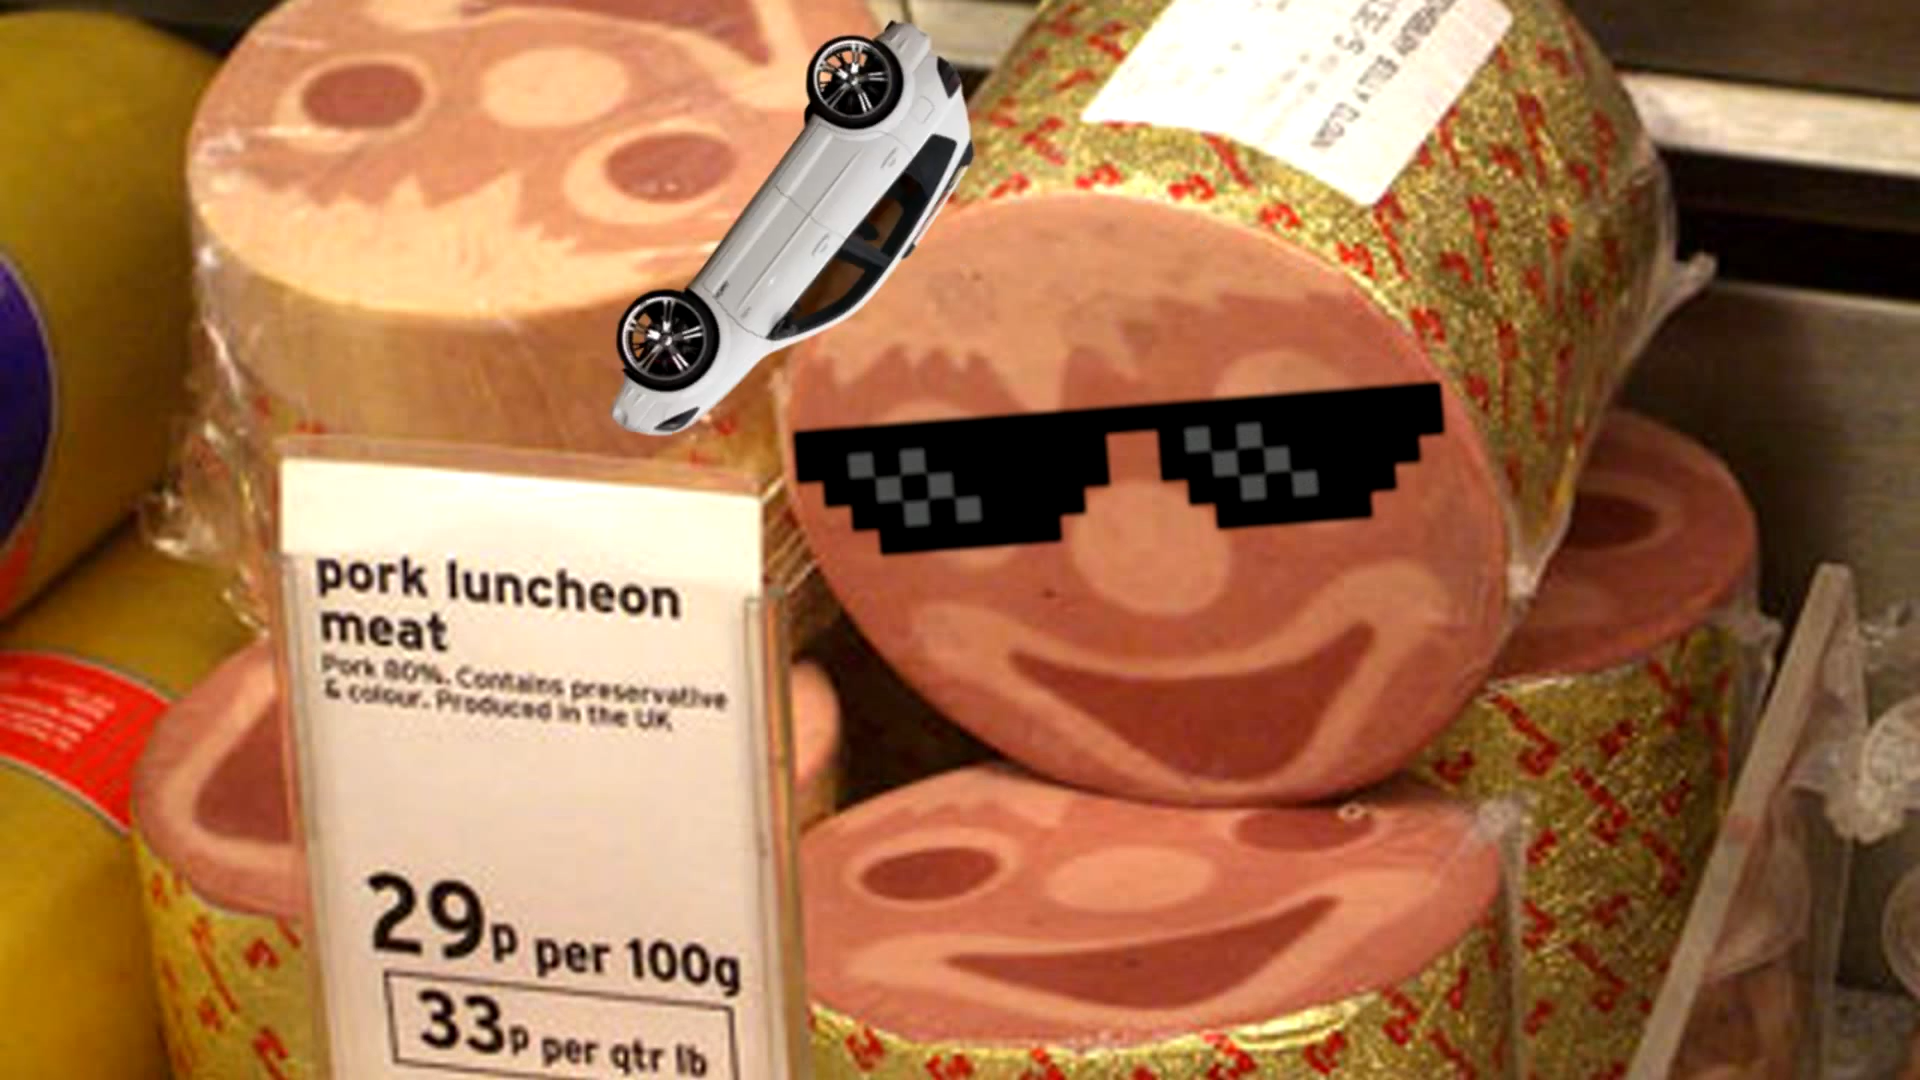 pork luncheon
meat
Pork 80%. Contains preservative
& colour. Produced in the UK
29p per 100g
33p per qtr lb